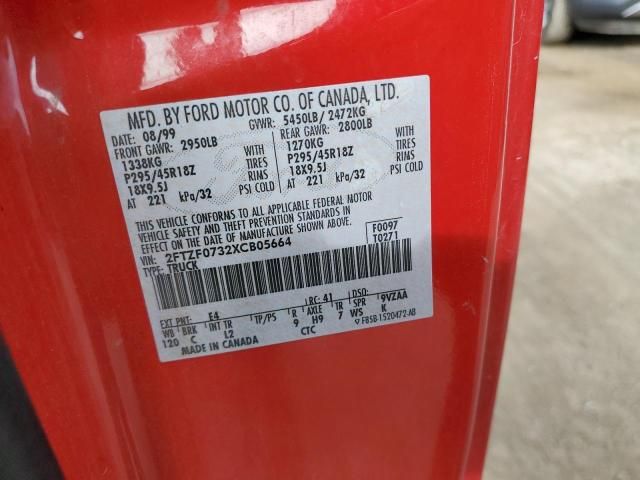 MFD. BY FORD MOTOR CO. OF CANADA, LTD.
DATE 08/99 GVWR: 5450LB/ 2472KG
FRONT GAWR: 2950LB REAR GAWR: 2800LB
1338KG WITH 1270KG WITH
P295/45R18Z TIRES P295/45R18Z TIRES
18X9.5J RIMS 18X9.5J RIMS
AT 221 kPa/32 PSI COLD AT 221 kPa/32 PSI COLD
THIS VEHICLE CONFORMS TO ALL APPLICABLE FEDERAL MOTOR
VEHICLE SAFETY AND THEFT PREVENTION STANDARDS IN
EFFECT ON THE DATE OF MANUFACTURE SHOWN ABOVE.
VIN: 2FTZF0732XCB05664 F0097
TYPE: TRUCK T0271
EXT PNT: E4 RC: 41 DSO:
WB BRK INT TR TP/PS R AXLE TR SPR 9VZAA
120 C L2 9 H9 7 WS K
MADE IN CANADA CTC F85B-1520472-AB